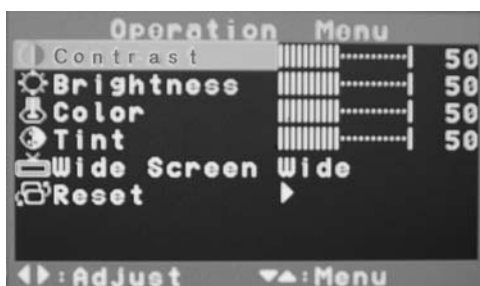 Operation Menu
Contrast 50
Brightness 50
Color 50
Tint 50
Wide Screen Wide
Reset
:Adjust :Menu